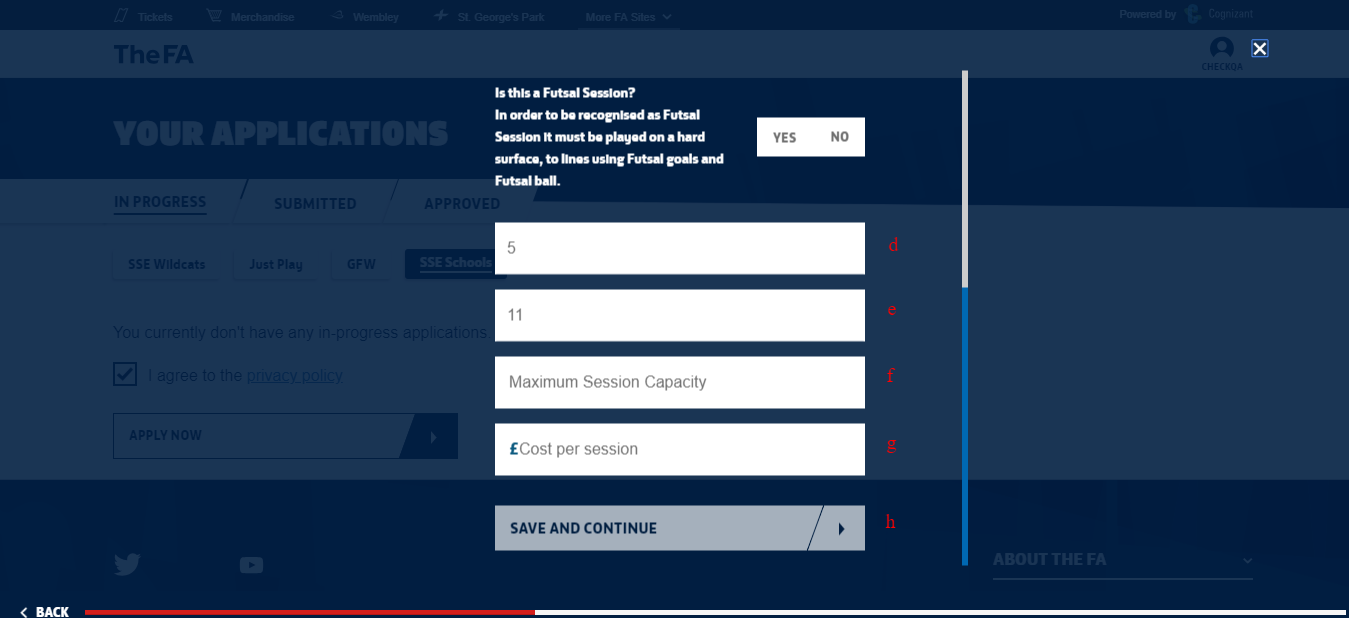 Tickets Merchandise Wembley St. George's Park More FA Sites Powered by Cognizant
TheFA
CHECKOA
YOUR APPLICATIONS
IN PROGRESS SUBMITTED APPROVED
SSE Wildcats Just Play GFW SSE Schools
You currently don't have any in-progress applications.
I agree to the privacy policy
APPLY NOW
Is this a Futsal Session?
In order to be recognised as Futsal
Session it must be played on a hard
surface, to lines using Futsal goals and
Futsal ball.
YES NO
5 d
11 e
Maximum Session Capacity f
£Cost per session g
SAVE AND CONTINUE h
ABOUT THE FA
BACK